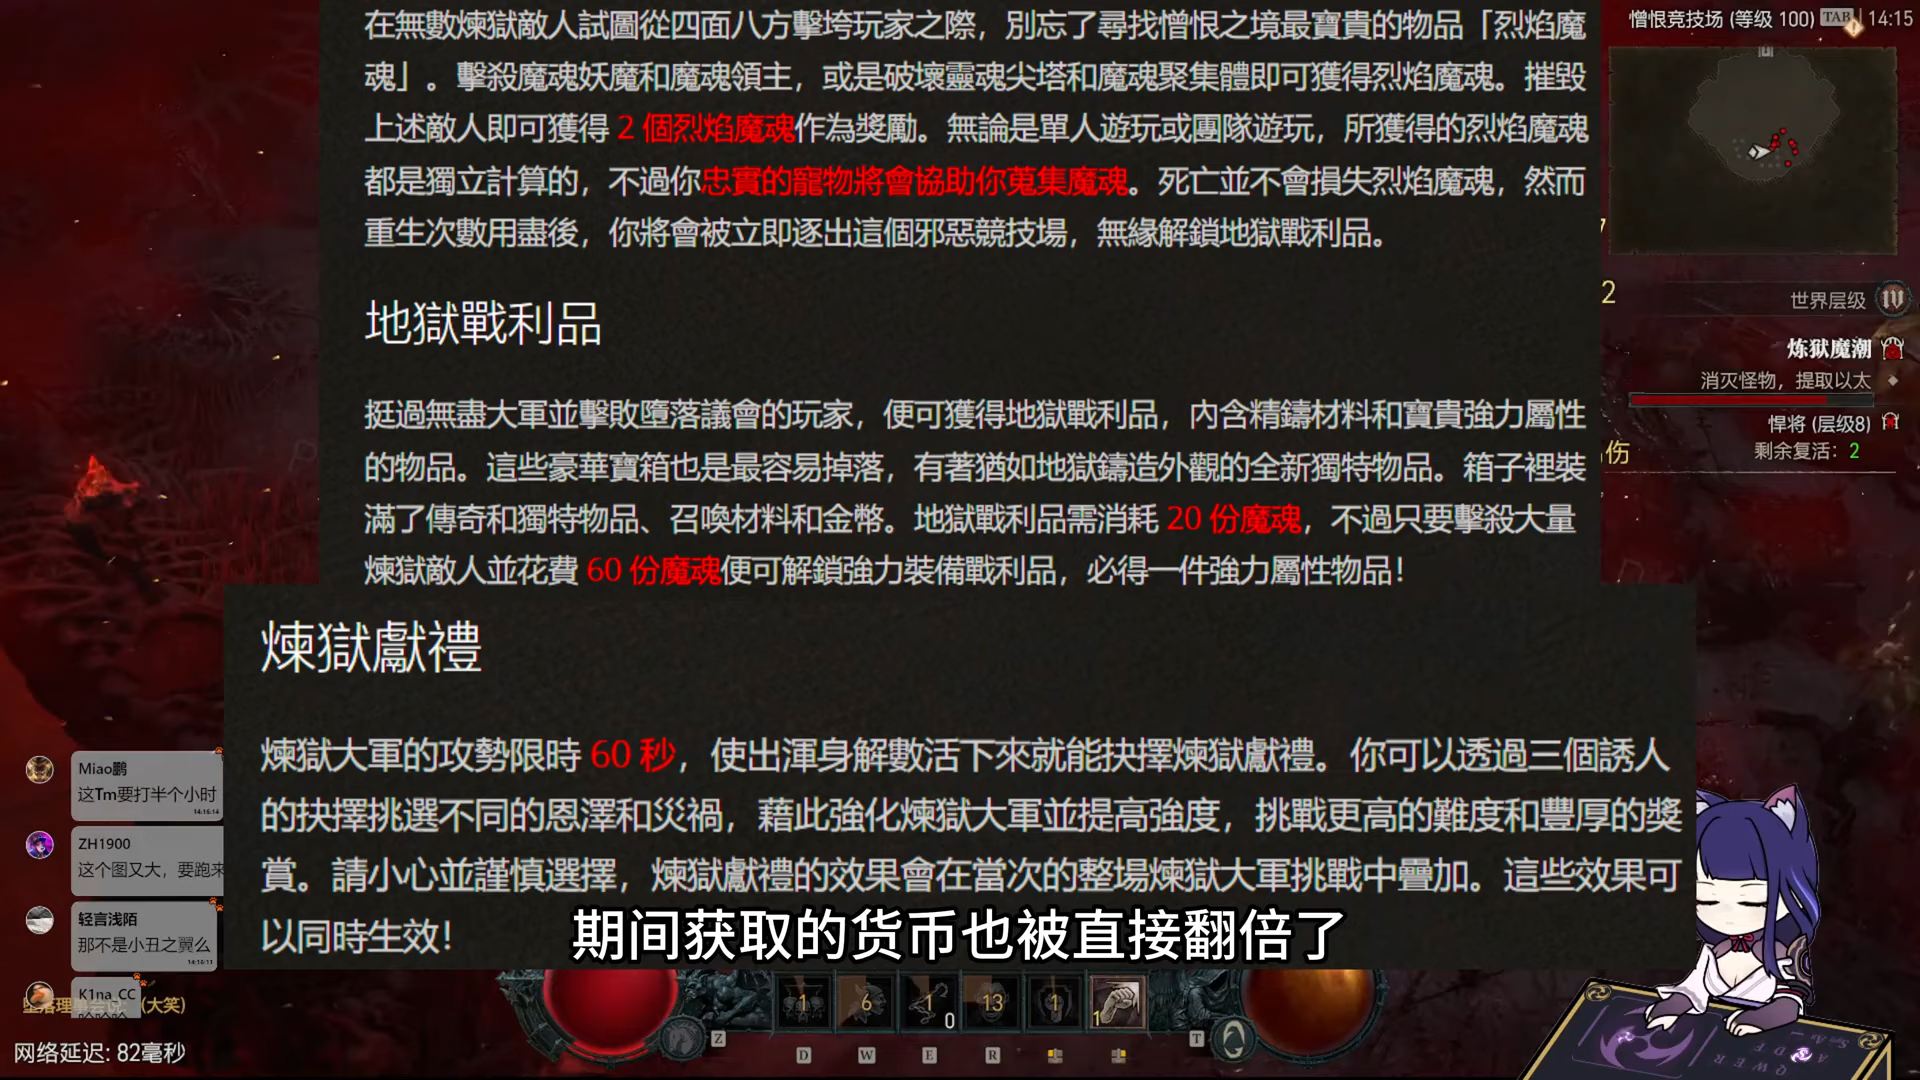 在無數煉獄敵人試圖從四面八方擊垮玩家之際，別忘了尋找憎恨之境最寶貴的物品「烈焰魔
魂」。擊殺魔魂妖魔和魔魂領主，或是破壞靈魂尖塔和魔魂聚集體即可獲得烈焰魔魂。摧毀
上述敵人即可獲得 2 個烈焰魔魂作為獎勵。無論是單人遊玩或團隊遊玩，所獲得的烈焰魔魂
都是獨立計算的，不過你忠實的寵物將會協助你蒐集魔魂。死亡並不會損失烈焰魔魂，然而
重生次數用盡後，你將會被立即逐出這個邪惡競技場，無緣解鎖地獄戰利品。
地獄戰利品
挺過無盡大軍並擊敗墮落議會的玩家，便可獲得地獄戰利品，內含精鑄材料和寶貴強力屬性
的物品。這些豪華寶箱也是最容易掉落，有著猶如地獄鑄造外觀的全新獨特物品。箱子裡裝
滿了傳奇和獨特物品、召喚材料和金幣。地獄戰利品需消耗 20 份魔魂，不過只要擊殺大量
煉獄敵人並花費 60 份魔魂便可解鎖強力裝備戰利品，必得一件強力屬性物品！
煉獄獻禮
煉獄大軍的攻勢限時 60 秒，使出渾身解數活下來就能抉擇煉獄獻禮。你可以透過三個誘人
的抉擇挑選不同的恩澤和災禍，藉此強化煉獄大軍並提高強度，挑戰更高的難度和豐厚的獎
賞。請小心並謹慎選擇，煉獄獻禮的效果會在當次的整場煉獄大軍挑戰中疊加。這些效果可
以同時生效！
期间获取的货币也被直接翻倍了
憎恨竞技场 (等级 100) TAB 14:15
2
世界层级 IV
炼狱魔潮
消灭怪物，提取以太
悍将 (层级8)
剩余复活：2
伤
Miao鹏
这Tm要打半个小时
14:15:14
ZH1900
这个图又大，要跑来
轻言浅陌
那不是小丑之翼么
14:15:11
K1na_CC
(大笑)
网络延迟: 82毫秒
1
6
1
0
13
1
1
Z
D
W
E
R
T